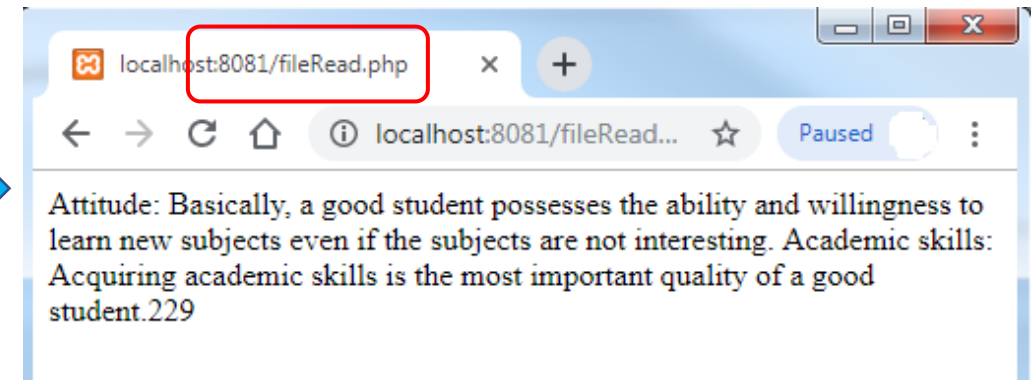 localhost:8081/fileRead.php
localhost:8081/fileRead...
Paused
Attitude: Basically, a good student possesses the ability and willingness to
learn new subjects even if the subjects are not interesting. Academic skills:
Acquiring academic skills is the most important quality of a good
student.229